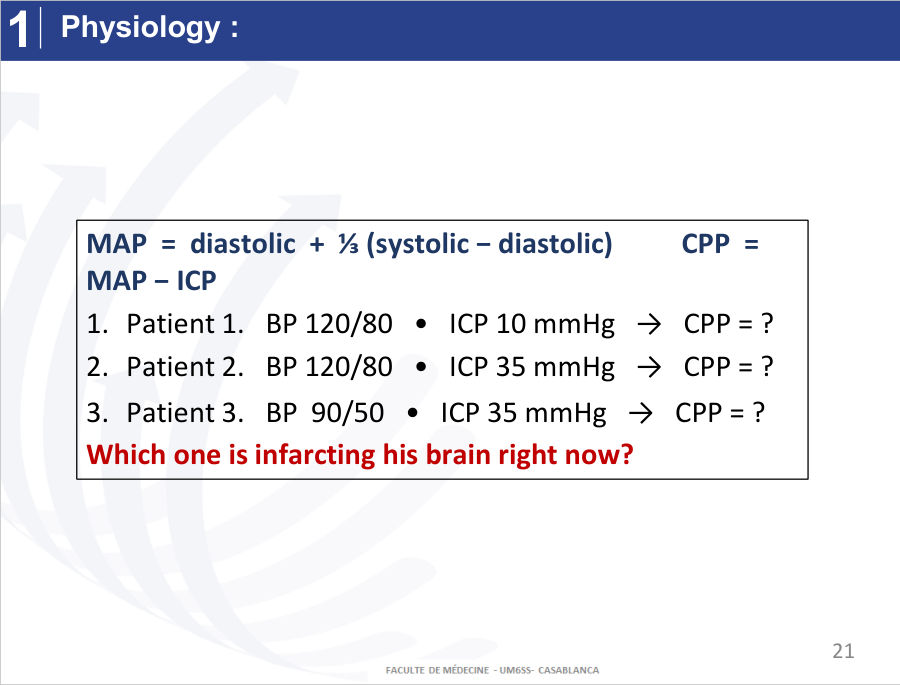 1
Physiology :
MAP = diastolic + ⅓ (systolic − diastolic) CPP =
MAP − ICP
1. Patient 1. BP 120/80 • ICP 10 mmHg → CPP = ?
2. Patient 2. BP 120/80 • ICP 35 mmHg → CPP = ?
3. Patient 3. BP 90/50 • ICP 35 mmHg → CPP = ?
Which one is infarcting his brain right now?
21
FACULTE DE MÉDECINE - UM6SS- CASABLANCA